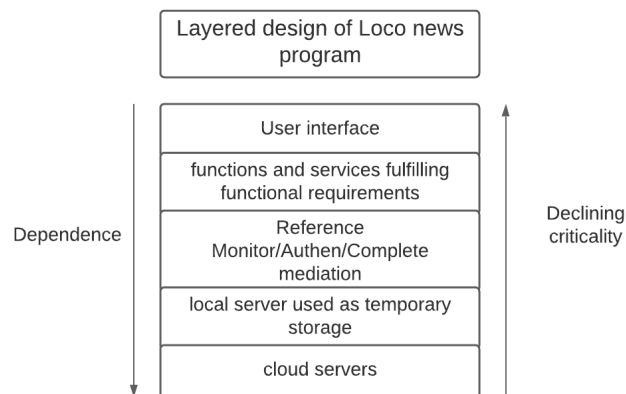 Layered design of Loco news
program
User interface
functions and services fulfilling
functional requirements
Reference
Monitor/Authen/Complete
mediation
local server used as temporary
storage
cloud servers
Dependence
Declining
criticality